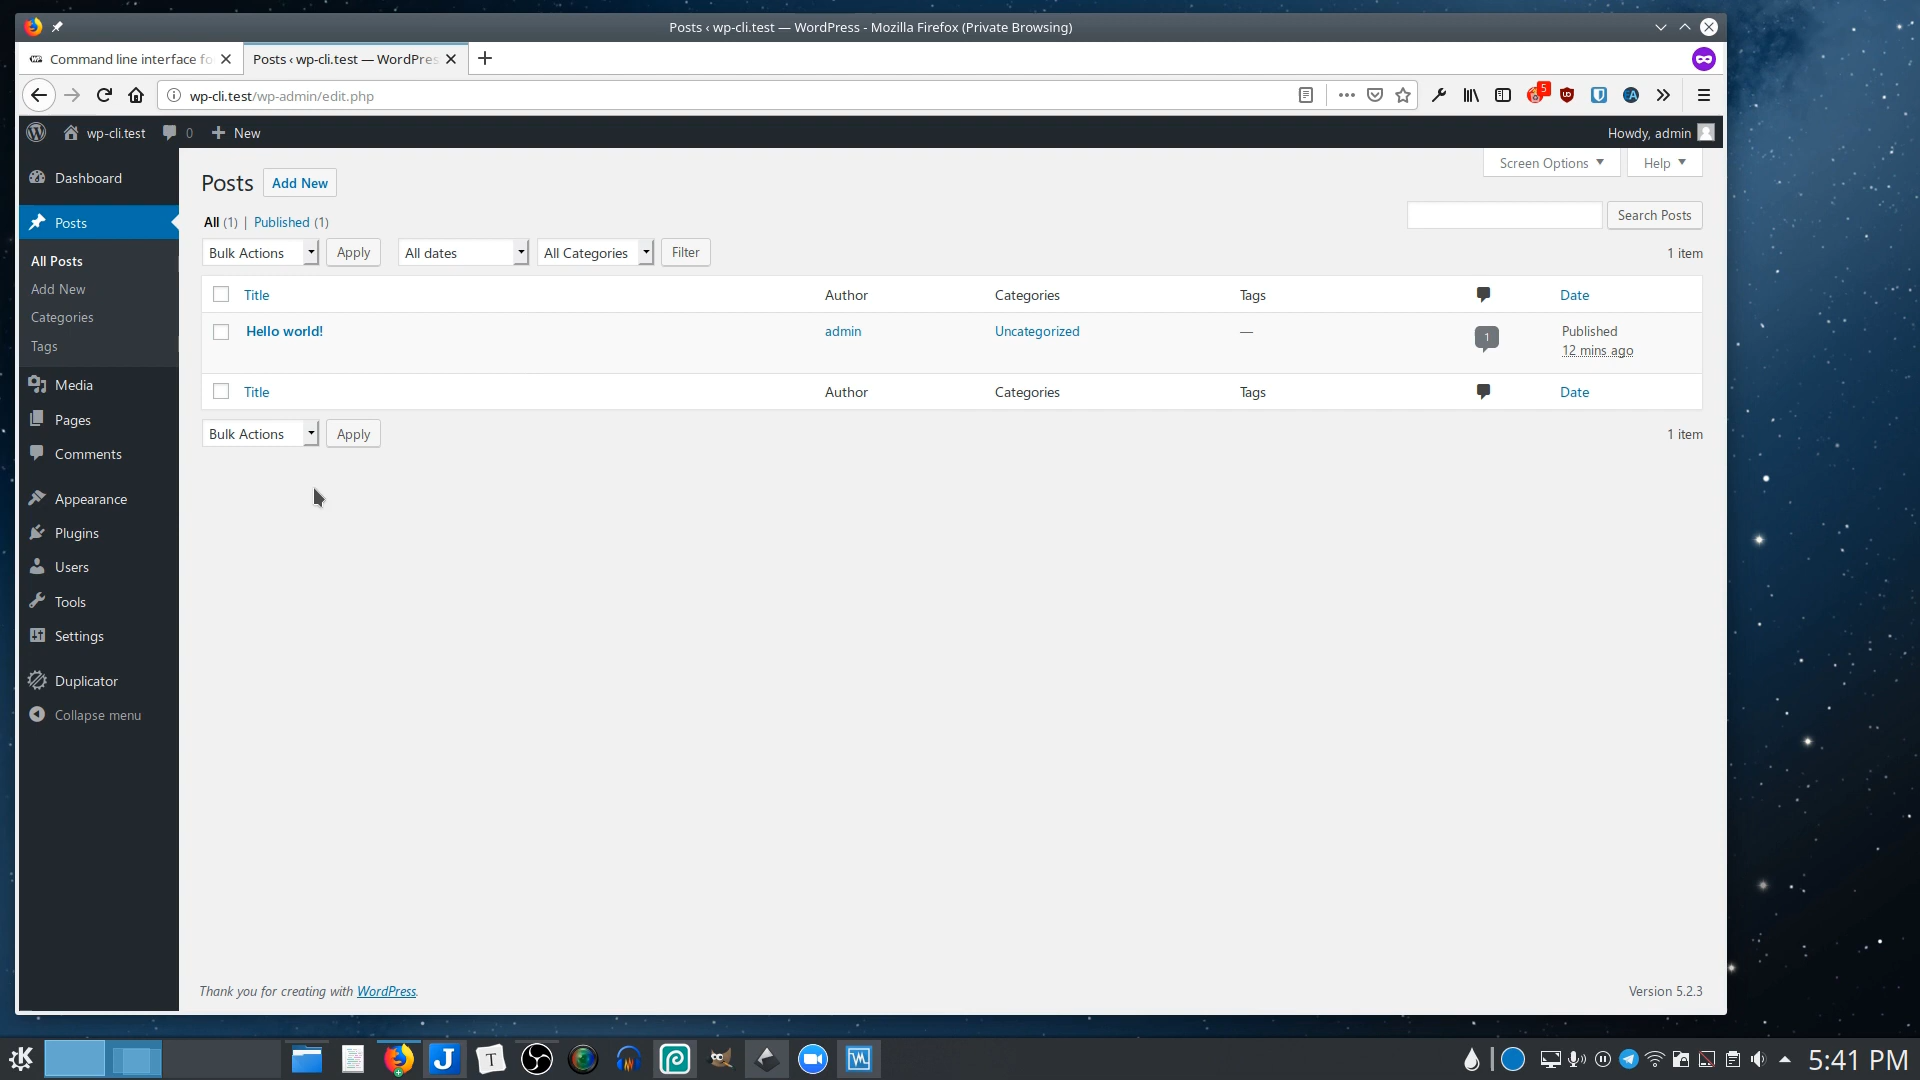 Posts ‹ wp-cli.test — WordPress - Mozilla Firefox (Private Browsing)
Command line interface fo
Posts ‹ wp-cli.test — WordPres
wp-cli.test/wp-admin/edit.php
5
wp-cli.test 0 New
Howdy, admin
Screen Options
Help
Dashboard
Posts
All Posts
Add New
Categories
Tags
Media
Pages
Comments
Appearance
Plugins
Users
Tools
Settings
Duplicator
Collapse menu
Posts Add New
All (1) | Published (1)
Search Posts
Bulk Actions Apply All dates All Categories Filter
1 item
Title Author Categories Tags Date
Hello world! admin Uncategorized — 1 Published
12 mins ago
Title Author Categories Tags Date
Bulk Actions Apply
1 item
Thank you for creating with WordPress.
Version 5.2.3
J
T
5:41 PM